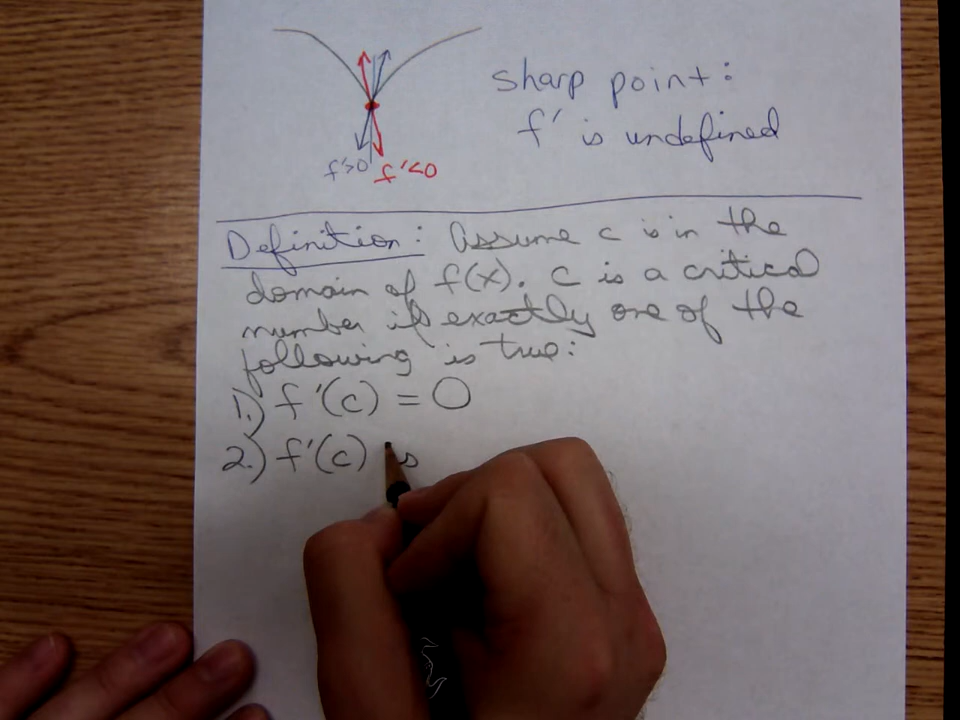 sharp point:
f' is undefined
f'>0 f'<0
Definition: Assume c is in the
domain of f(x). C is a critical
number if exactly one of the
following is true:
1.) f'(c) = 0
2.) f'(c) is